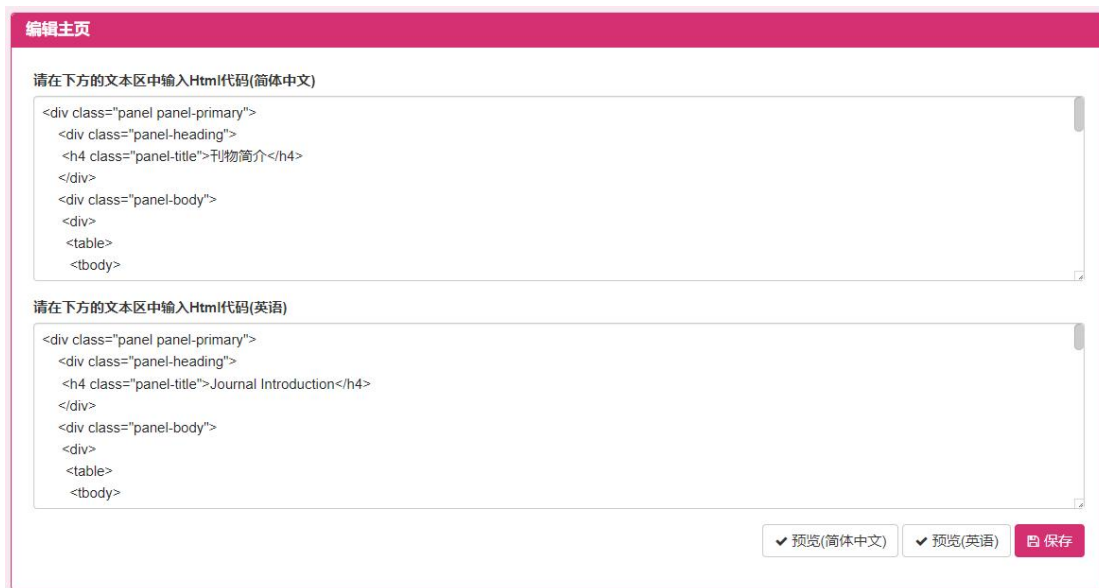 编辑主页
请在下方的文本区中输入Html代码(简体中文)
<div class="panel panel-primary">
<div class="panel-heading">
<h4 class="panel-title">刊物简介</h4>
</div>
<div class="panel-body">
<div>
<table>
<tbody>
请在下方的文本区中输入Html代码(英语)
<div class="panel panel-primary">
<div class="panel-heading">
<h4 class="panel-title">Journal Introduction</h4>
</div>
<div class="panel-body">
<div>
<table>
<tbody>
预览(简体中文) 预览(英语) 保存